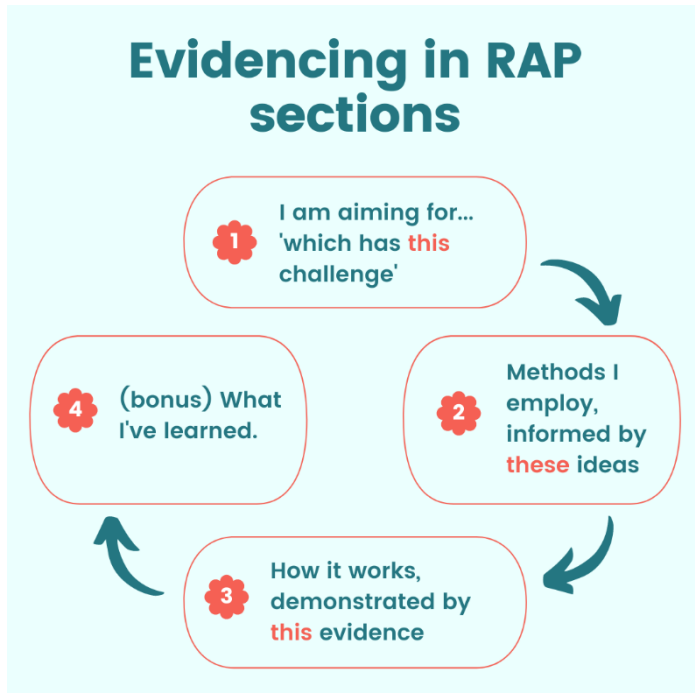 Evidencing in RAP
sections
1
I am aiming for...
'which has this
challenge'
2
Methods I
employ,
informed by
these ideas
3
How it works,
demonstrated by
this evidence
4
(bonus) What
I've learned.